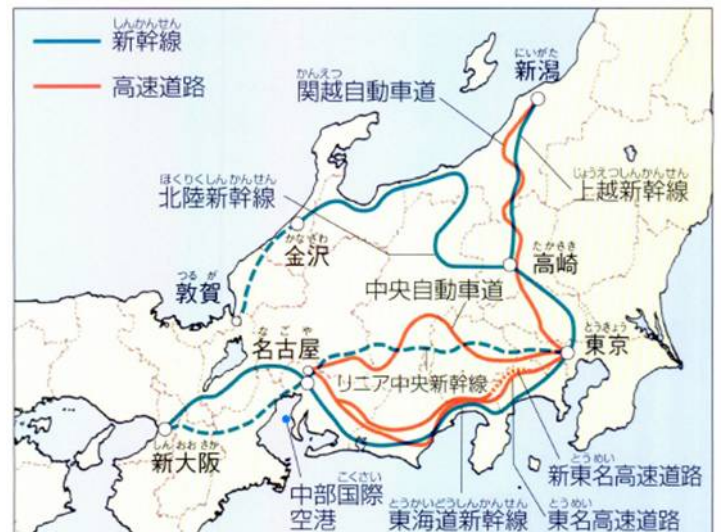 しんかんせん
新幹線
高速道路
にいがた
新潟
かんえつ
関越自動車道
じょうえつしんかんせん
上越新幹線
ほくりくしんかんせん
北陸新幹線
かなざわ
金沢
たかさき
高崎
つるが
敦賀
中央自動車道
なごや
名古屋
とうきょう
東京
リニア中央新幹線
しんおおさか
新大阪
とうめい
新東名高速道路
こくさい
中部国際
空港
とうかいどうしんかんせん
東海道新幹線
とうめい
東名高速道路